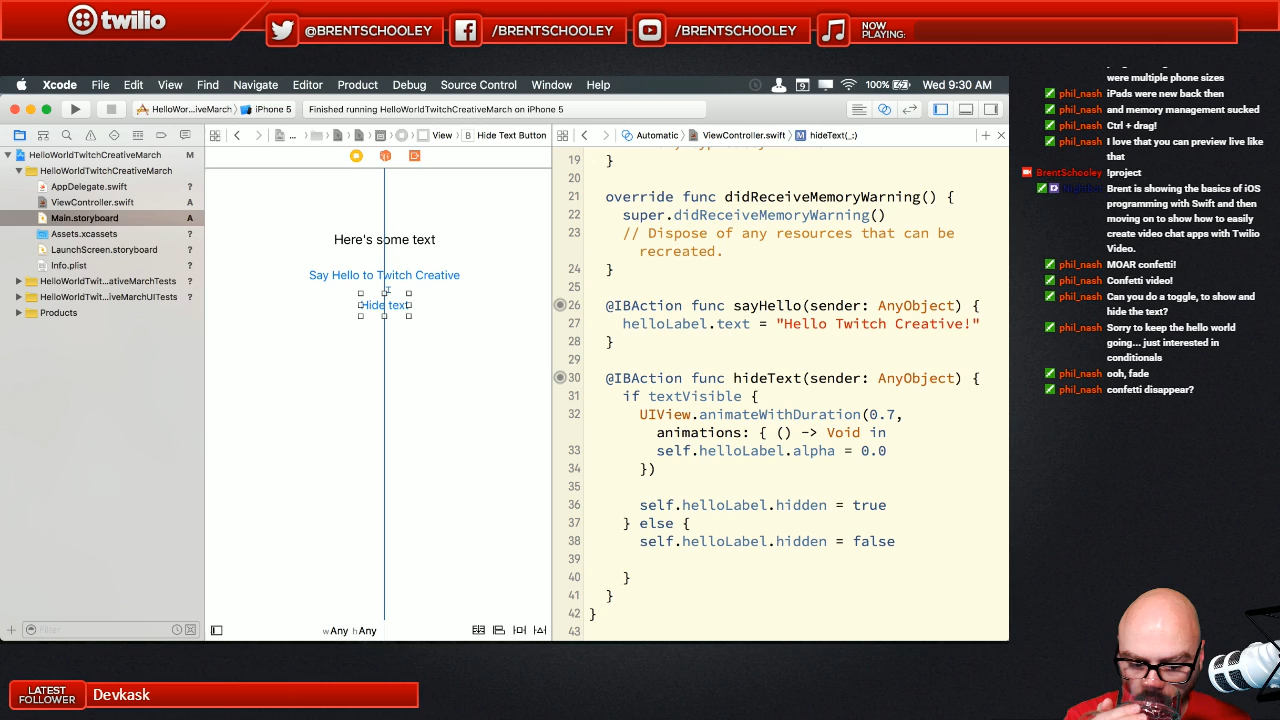 twilio
@BRENTSCHOOLEY
/BRENTSCHOOLEY
/BRENTSCHOOLEY
NOW
PLAYING:
Xcode File Edit View Find Navigate Editor Product Debug Source Control Window Help
9
100%
Wed 9:30 AM
HelloWor...iveMarch
iPhone 5
Finished running HelloWorldTwitchCreativeMarch on iPhone 5
...
View
B Hide Text Button
Automatic
ViewController.swift
M hideText(_:)
HelloWorldTwitchCreativeMarch M
HelloWorldTwitchCreativeMarch
AppDelegate.swift ?
ViewController.swift A
Main.storyboard A
Assets.xcassets ?
LaunchScreen.storyboard ?
Info.plist ?
HelloWorldTwit...ativeMarchTests ?
HelloWorldTwit...iveMarchUITests ?
Products
Filter
Here's some text
Say Hello to Twitch Creative
Hide text
wAny hAny
19 }
20
21 override func didReceiveMemoryWarning() {
22 super.didReceiveMemoryWarning()
23 // Dispose of any resources that can be
recreated.
24 }
25
26 @IBAction func sayHello(sender: AnyObject) {
27 helloLabel.text = "Hello Twitch Creative!"
28 }
29
30 @IBAction func hideText(sender: AnyObject) {
31 if textVisible {
32 UIView.animateWithDuration(0.7,
animations: { () -> Void in
33 self.helloLabel.alpha = 0.0
34 })
35
36 self.helloLabel.hidden = true
37 } else {
38 self.helloLabel.hidden = false
39
40 }
41 }
42 }
43
were multiple phone sizes
phil_nash iPads were new back then
phil_nash and memory management sucked
phil_nash Ctrl + drag!
phil_nash I love that you can preview live like
that
BrentSchooley !project
Brent is showing the basics of iOS
programming with Swift and then
moving on to show how to easily
create video chat apps with Twilio
Video.
phil_nash MOAR confetti!
phil_nash Confetti video!
phil_nash Can you do a toggle, to show and
hide the text?
phil_nash Sorry to keep the hello world
going... just interested in
conditionals
phil_nash ooh, fade
phil_nash confetti disappear?
LATEST
FOLLOWER
Devkask